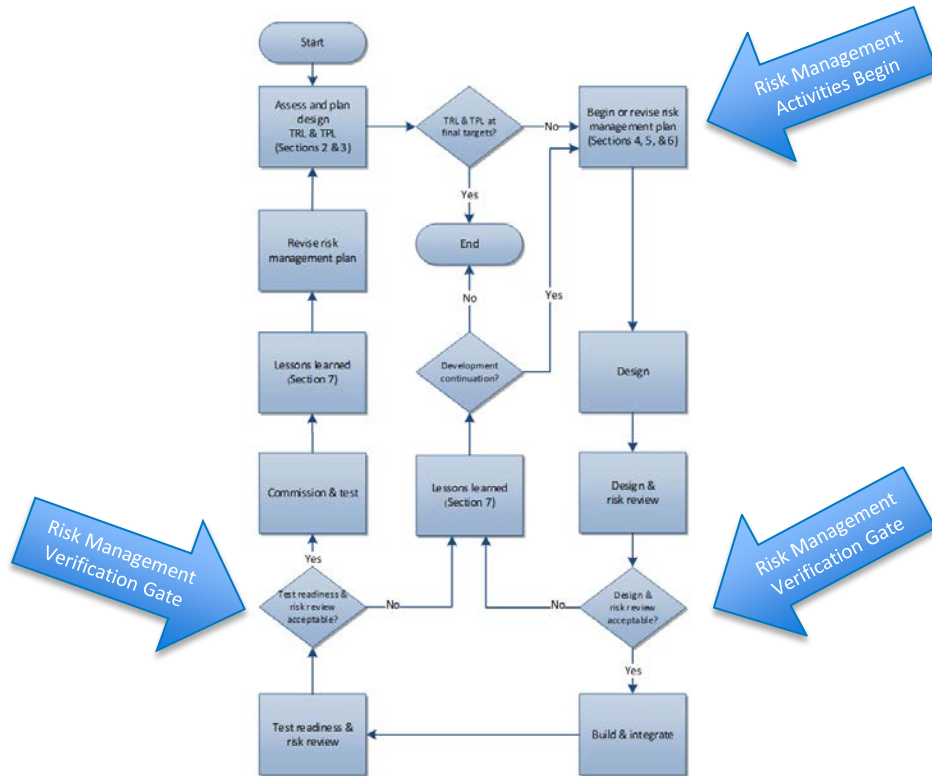 Start
Risk Management
Activities Begin
Assess and plan
design
TRL & TPL
(Sections 2 & 3)
TRL & TPL at
final targets?
No
Begin or revise risk
management plan
(Sections 4, 5, & 6)
Yes
Revise risk
management plan
End
No
Yes
Lessons learned
(Section 7)
Development
continuation?
Design
Commission & test
Lessons learned
(Section 7)
Design &
risk review
Risk Management
Verification Gate
Risk Management
Verification Gate
Yes
Test readiness &
risk review
acceptable?
No
No
Design &
risk review
acceptable?
Yes
Test readiness &
risk review
Build & integrate